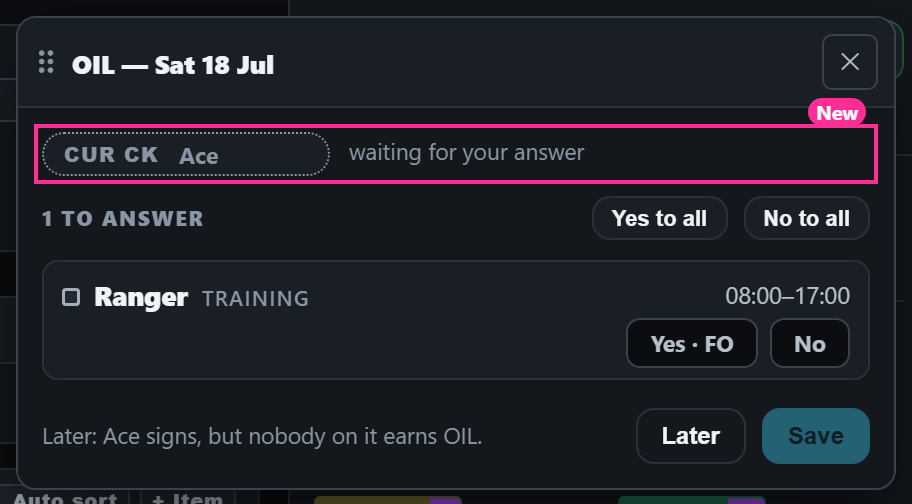 OIL — Sat 18 Jul
New
CUR CK Ace waiting for your answer
1 TO ANSWER Yes to all No to all
Ranger TRAINING 08:00–17:00
Yes · FO No
Later: Ace signs, but nobody on it earns OIL. Later Save
Auto sort + Item